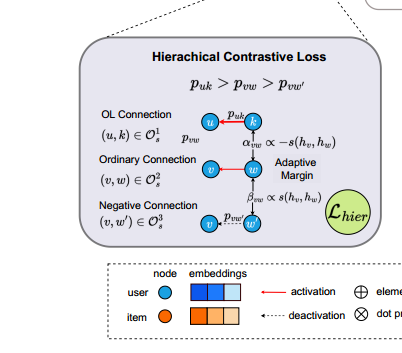 Hierachical Contrastive Loss
p_{uk} > p_{vw} > p_{vw'}
OL Connection
(u, k) ∈ O_s^1
u p_{uk} k
p_{vw}
α_{vw} ∝ −s(h_v, h_w)
Ordinary Connection
(v, w) ∈ O_s^2
v w
Adaptive
Margin
β_{vw} ∝ s(h_v, h_w)
Negative Connection
(v, w') ∈ O_s^3
v p_{vw'} w'
L_{hier}
node embeddings
user activation
item deactivation dot